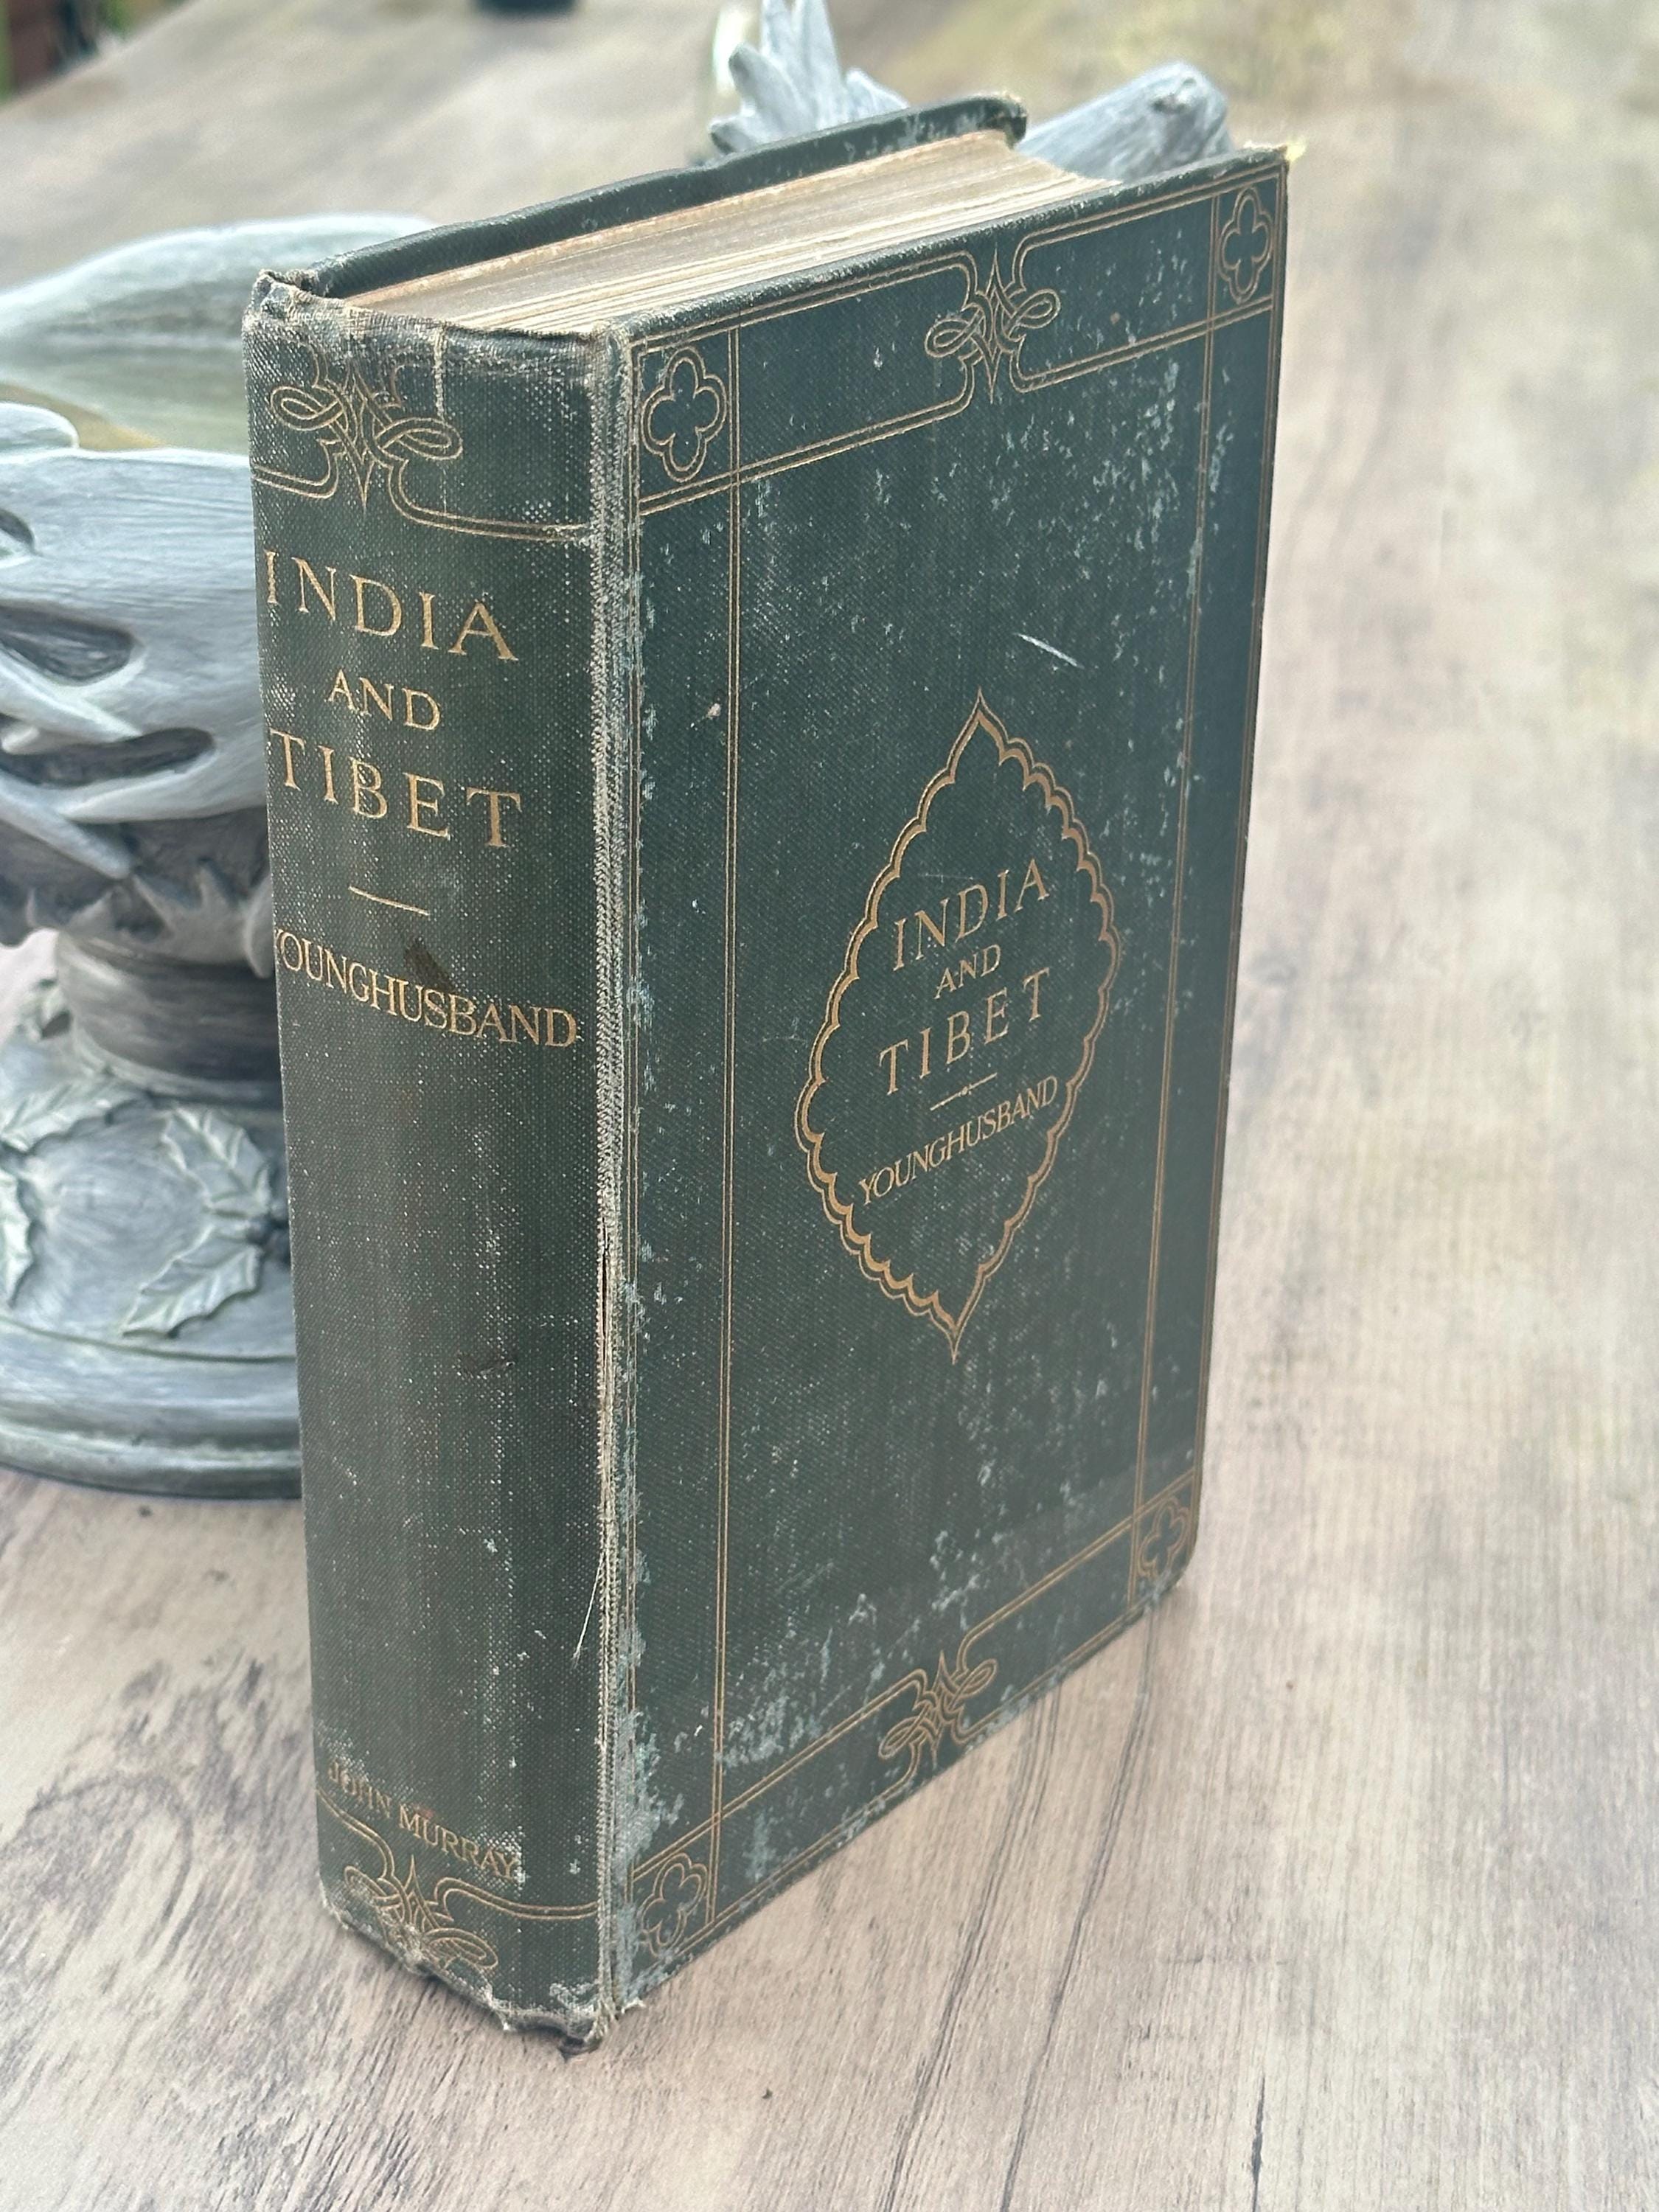 INDIA
AND
TIBET
YOUNGHUSBAND
JOHN MURRAY
INDIA
AND
TIBET
YOUNGHUSBAND